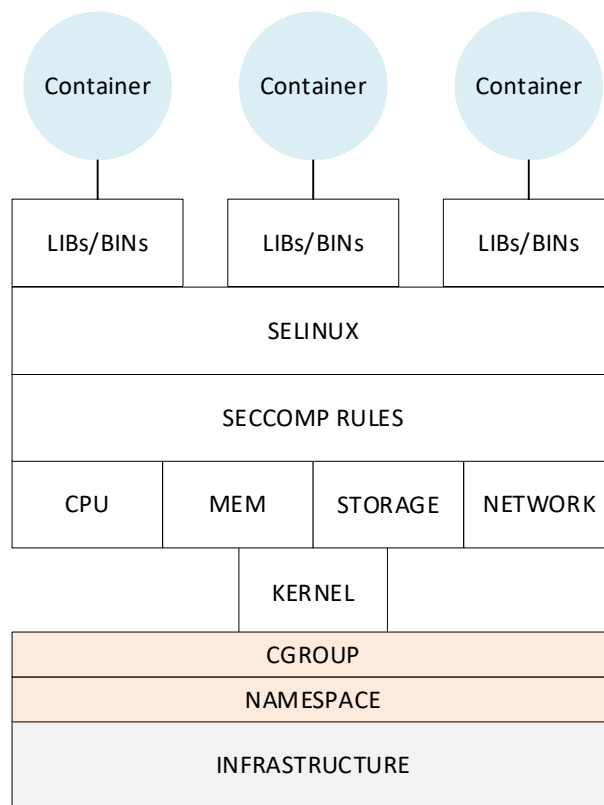 Container Container Container
LIBs/BINs LIBs/BINs LIBs/BINs
SELINUX
SECCOMP RULES
CPU MEM STORAGE NETWORK
KERNEL
CGROUP
NAMESPACE
INFRASTRUCTURE